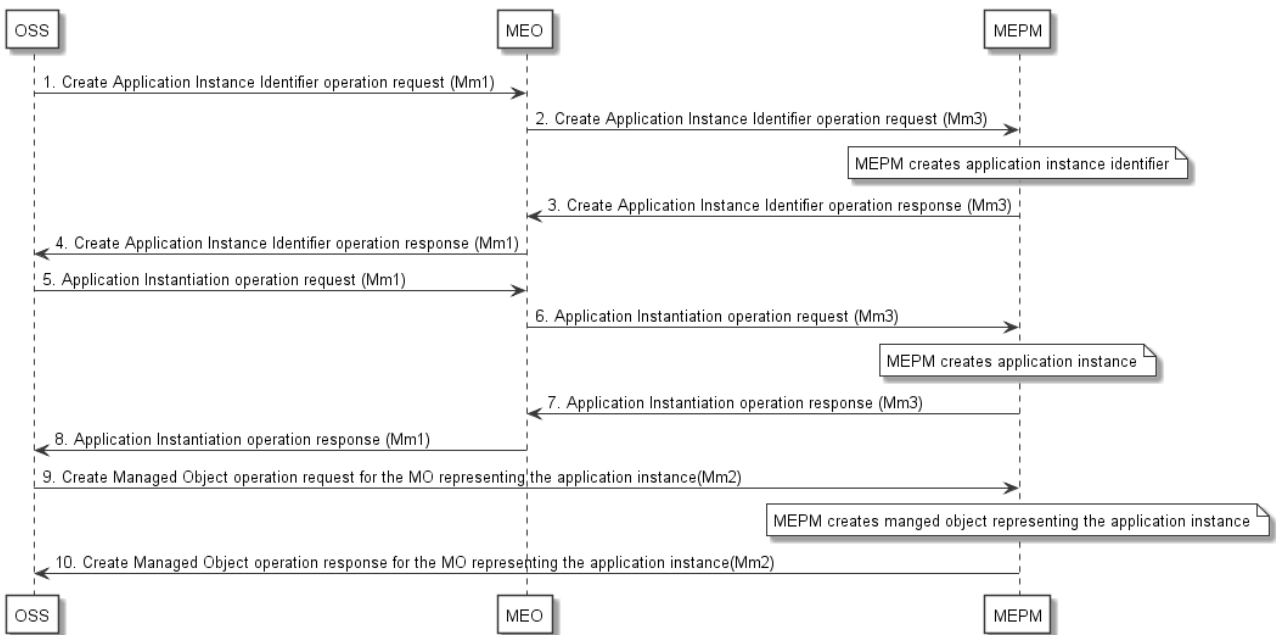 OSS MEO MEPM
1. Create Application Instance Identifier operation request (Mm1)
2. Create Application Instance Identifier operation request (Mm3)
MEPM creates application instance identifier
3. Create Application Instance Identifier operation response (Mm3)
4. Create Application Instance Identifier operation response (Mm1)
5. Application Instantiation operation request (Mm1)
6. Application Instantiation operation request (Mm3)
MEPM creates application instance
7. Application Instantiation operation response (Mm3)
8. Application Instantiation operation response (Mm1)
9. Create Managed Object operation request for the MO representing the application instance(Mm2)
MEPM creates manged object representing the application instance
10. Create Managed Object operation response for the MO representing the application instance(Mm2)
OSS MEO MEPM